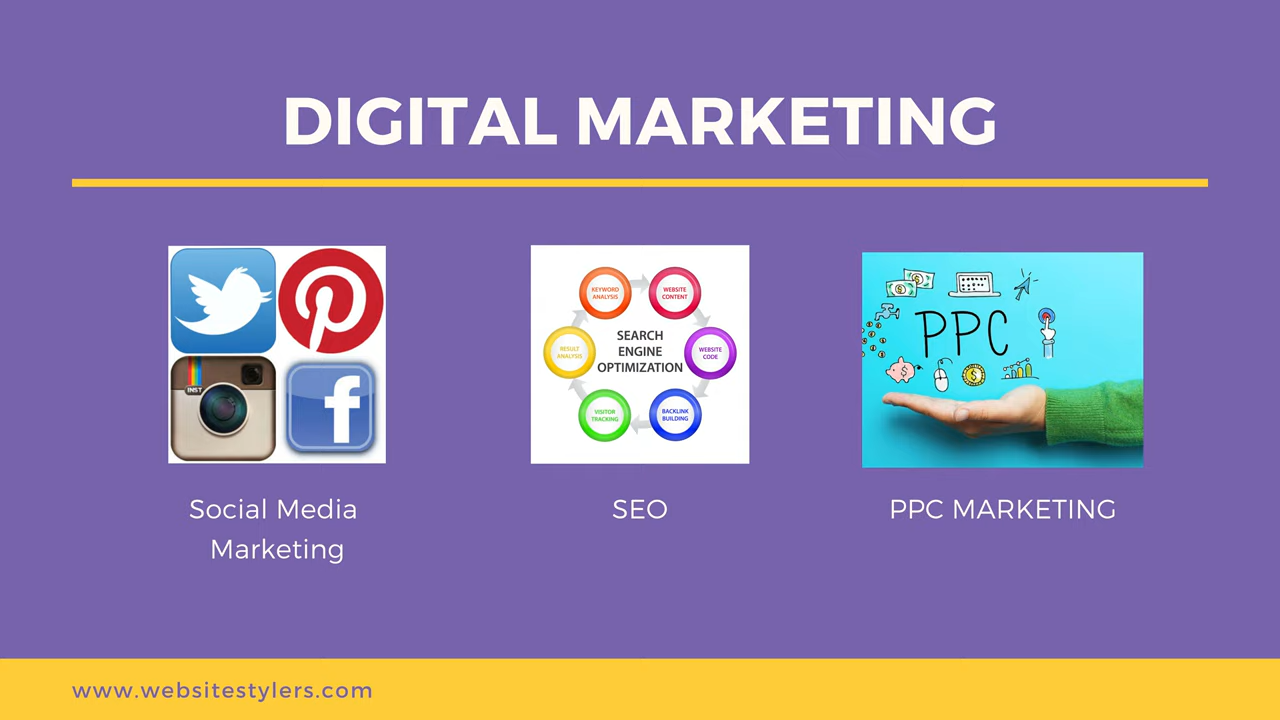 DIGITAL MARKETING
INST
KEYWORD
ANALYSIS
WEBSITE
CONTENT
SEARCH
ENGINE
OPTIMIZATION
RESULT
ANALYSIS
WEBSITE
CODE
VISITOR
TRACKING
BACKLINK
BUILDING
PPC
Social Media
Marketing
SEO
PPC MARKETING
www.websitestylers.com